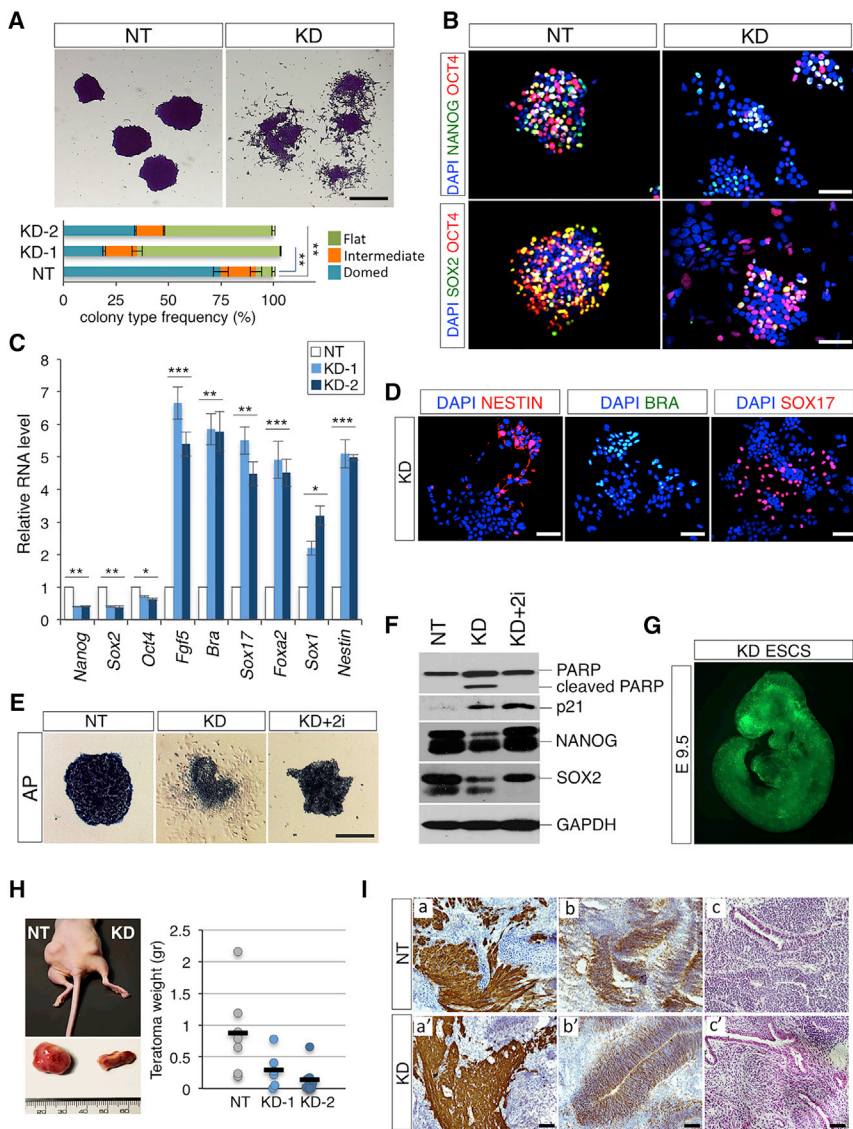 A
NT
KD
KD-2
KD-1
NT
**
**
Flat
Intermediate
Domed
0
25
50
75
100
colony type frequency (%)
B
NT
KD
DAPI NANOG OCT4
DAPI SOX2 OCT4
C
NT
KD-1
KD-2
Relative RNA level
8
7
6
5
4
3
2
1
0
**
**
*
***
**
**
***
*
***
Nanog
Sox2
Oct4
Fgf5
Bra
Sox17
Foxa2
Sox1
Nestin
D
DAPI NESTIN
DAPI BRA
DAPI SOX17
KD
E
NT
KD
KD+2i
AP
F
NT
KD
KD+2i
PARP
cleaved PARP
p21
NANOG
SOX2
GAPDH
G
KD ESCS
E 9.5
H
NT
KD
Teratoma weight (gr)
2.5
2
1.5
1
0.5
0
NT
KD-1
KD-2
I
NT
a
b
c
KD
a'
b'
c'